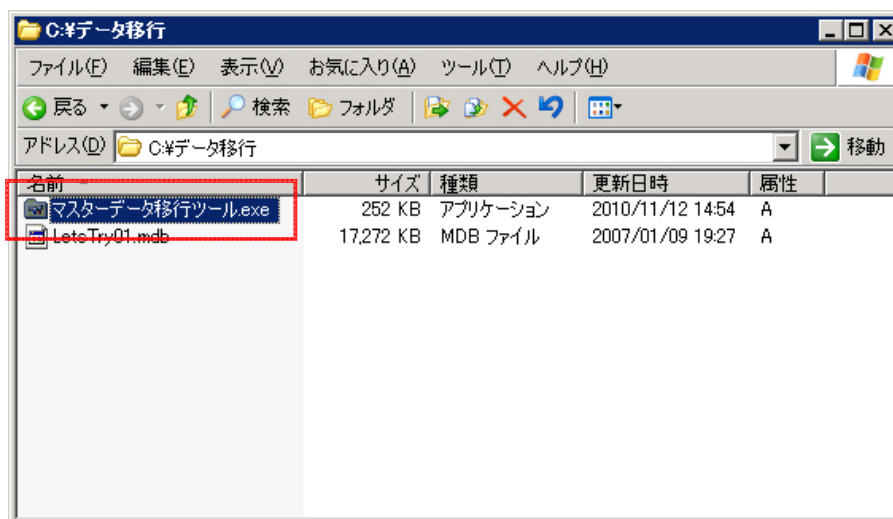 C:¥データ移行
ファイル(F) 編集(E) 表示(V) お気に入り(A) ツール(T) ヘルプ(H)
戻る 検索 フォルダ
アドレス(D) C:¥データ移行 移動
名前 サイズ 種類 更新日時 属性
マスターデータ移行ツール.exe 252 KB アプリケーション 2010/11/12 14:54 A
LetsTry01.mdb 17,272 KB MDB ファイル 2007/01/09 19:27 A